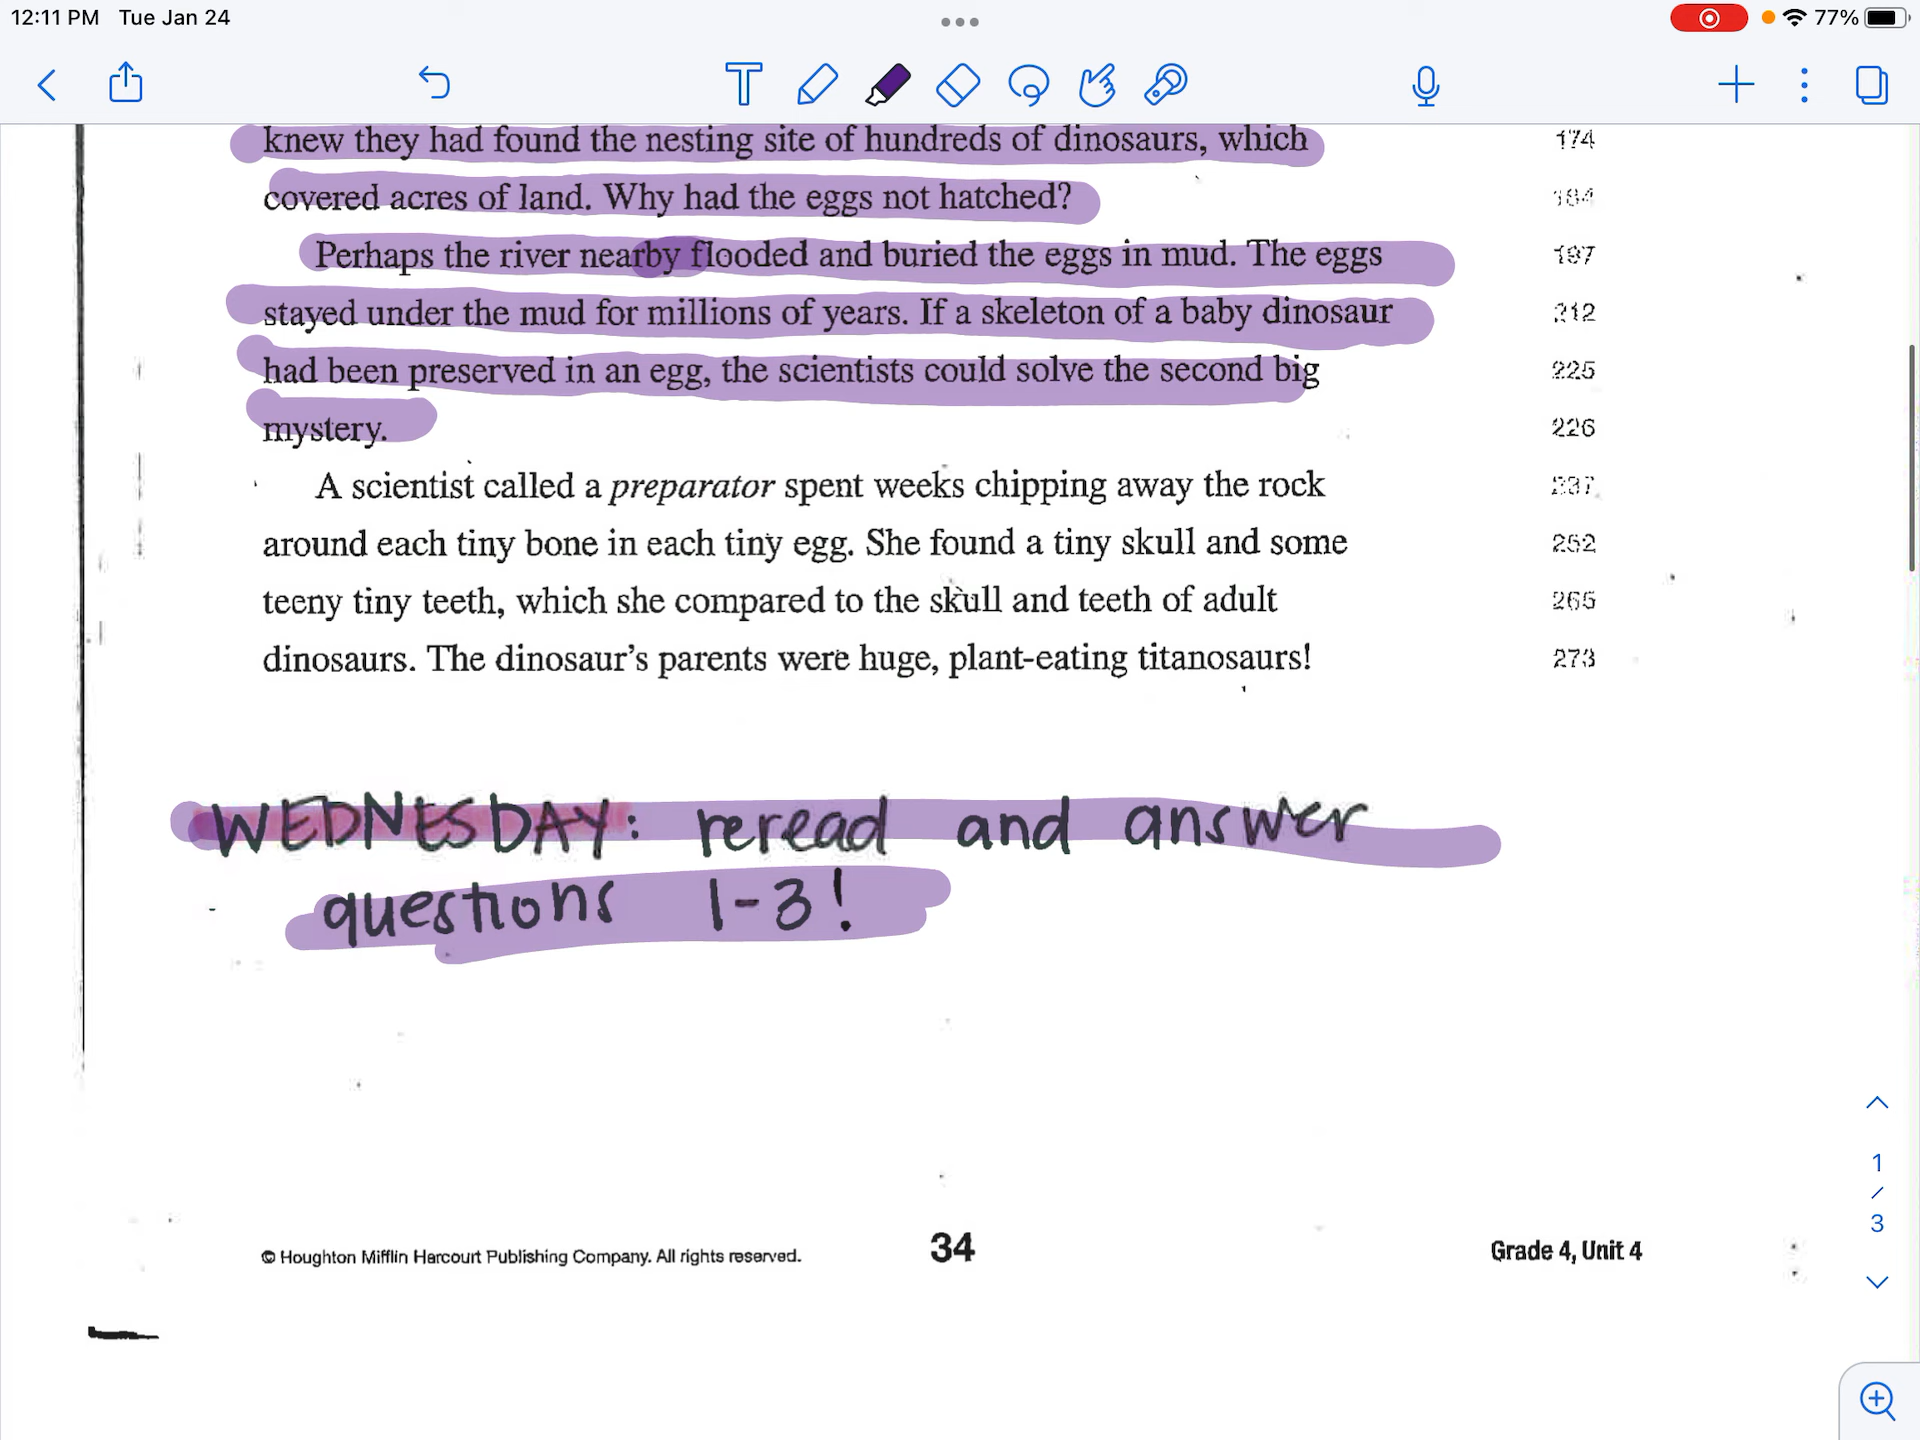 12:11 PM Tue Jan 24
77%
knew they had found the nesting site of hundreds of dinosaurs, which 174
covered acres of land. Why had the eggs not hatched? 184
Perhaps the river nearby flooded and buried the eggs in mud. The eggs 197
stayed under the mud for millions of years. If a skeleton of a baby dinosaur 212
had been preserved in an egg, the scientists could solve the second big 225
mystery. 226
A scientist called a preparator spent weeks chipping away the rock 237
around each tiny bone in each tiny egg. She found a tiny skull and some 252
teeny tiny teeth, which she compared to the skull and teeth of adult 265
dinosaurs. The dinosaur's parents were huge, plant-eating titanosaurs! 273
WEDNESDAY: reread and answer
questions 1-3!
1
/
3
© Houghton Mifflin Harcourt Publishing Company. All rights reserved. 34 Grade 4, Unit 4